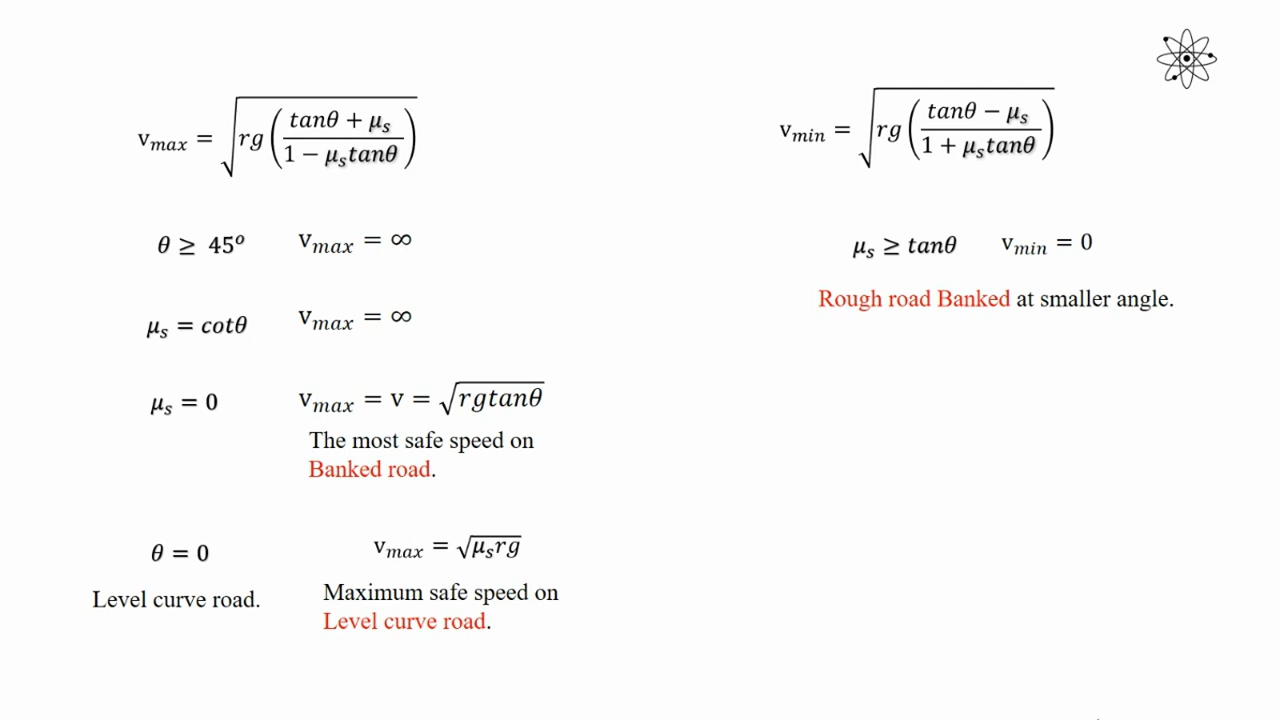 v_max = √(rg((tanθ + μ_s)/(1 − μ_s tanθ)))
θ ≥ 45° v_max = ∞
μ_s = cotθ v_max = ∞
μ_s = 0 v_max = v = √(rgtanθ)
The most safe speed on
Banked road.
θ = 0 v_max = √(μ_s rg)
Level curve road.
Maximum safe speed on
Level curve road.
v_min = √(rg((tanθ − μ_s)/(1 + μ_s tanθ)))
μ_s ≥ tanθ v_min = 0
Rough road Banked at smaller angle.